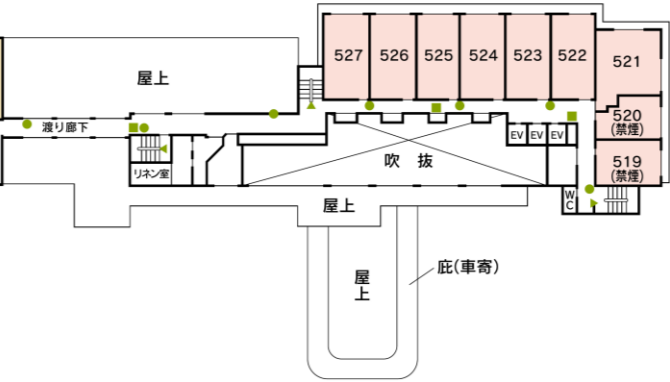 527
526
525
524
523
522
521
屋上
渡り廊下
520
(禁煙)
EV
EV
EV
吹 抜
519
(禁煙)
リネン室
屋上
WC
屋上
庇(車寄)